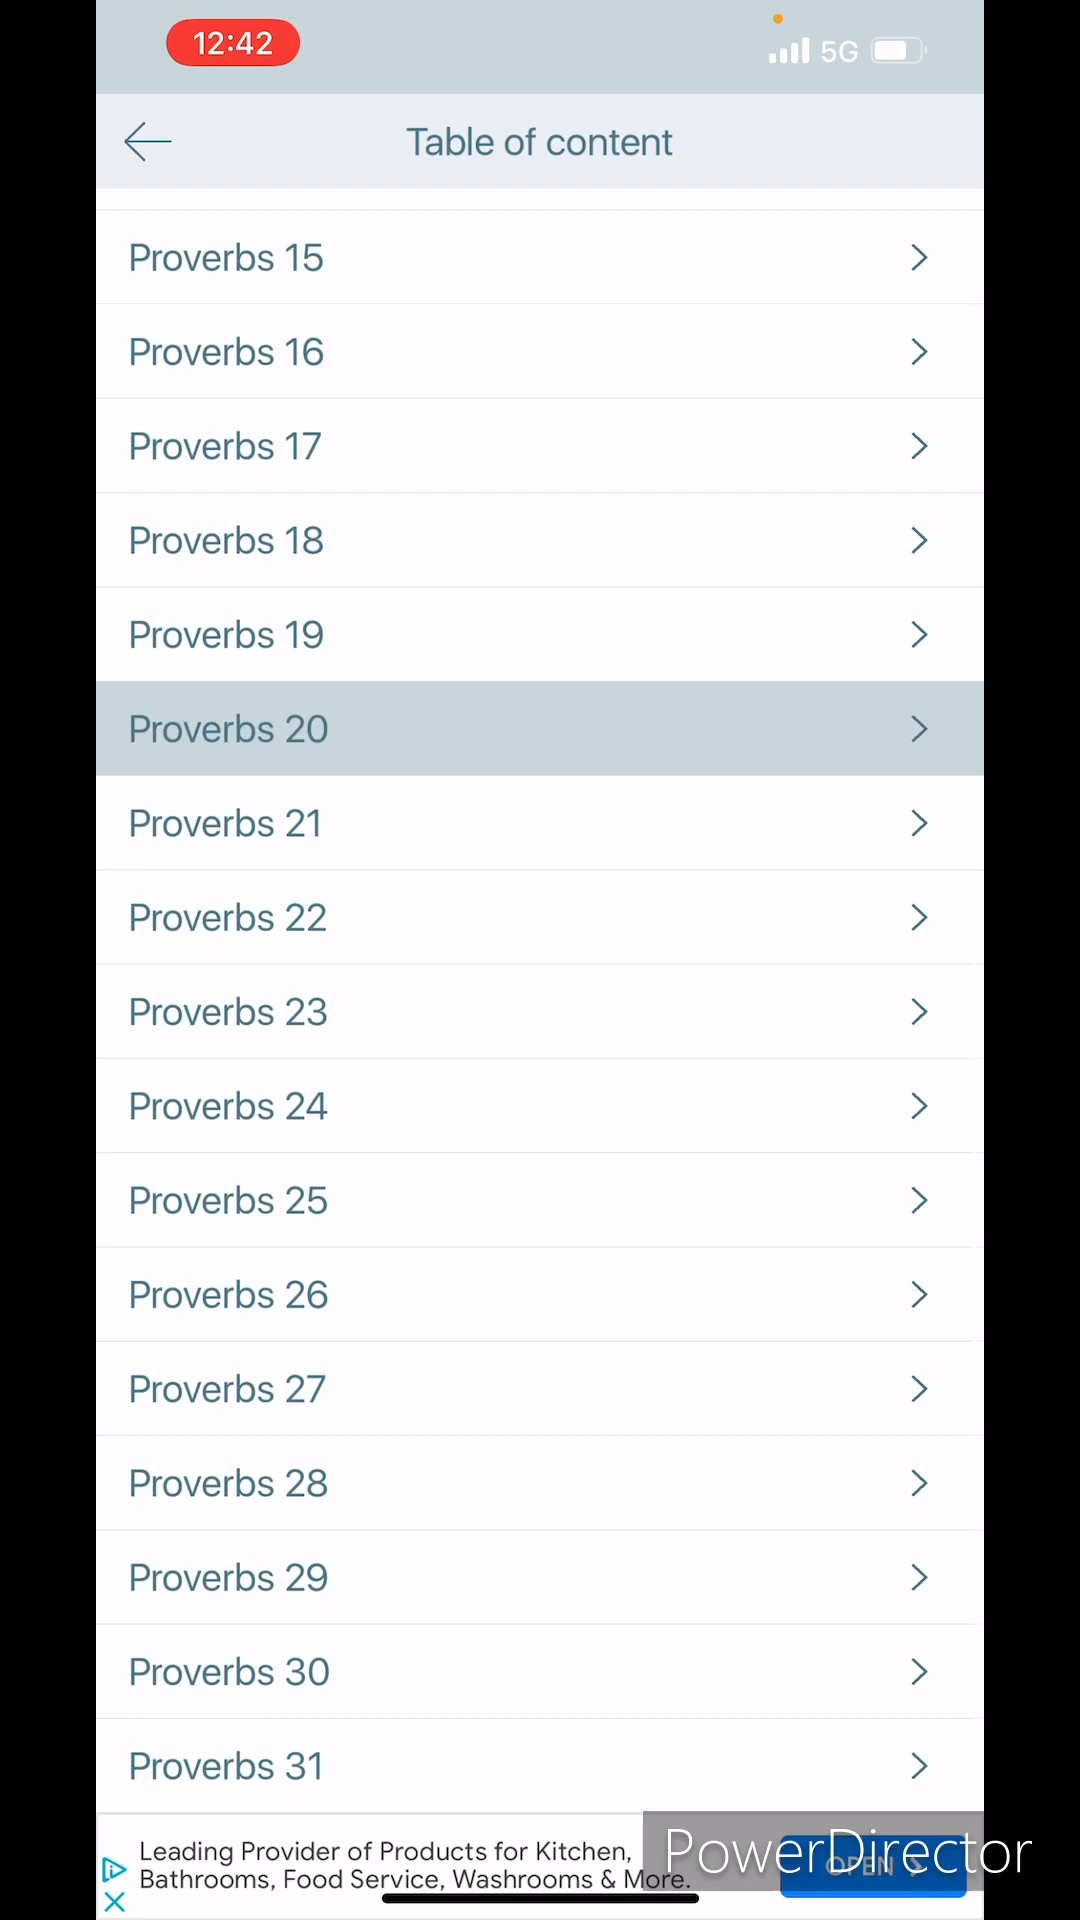 12:42
5G
Table of content
Proverbs 15
Proverbs 16
Proverbs 17
Proverbs 18
Proverbs 19
Proverbs 20
Proverbs 21
Proverbs 22
Proverbs 23
Proverbs 24
Proverbs 25
Proverbs 26
Proverbs 27
Proverbs 28
Proverbs 29
Proverbs 30
Proverbs 31
Leading Provider of Products for Kitchen,
Bathrooms, Food Service, Washrooms & More.
OPEN
PowerDirector